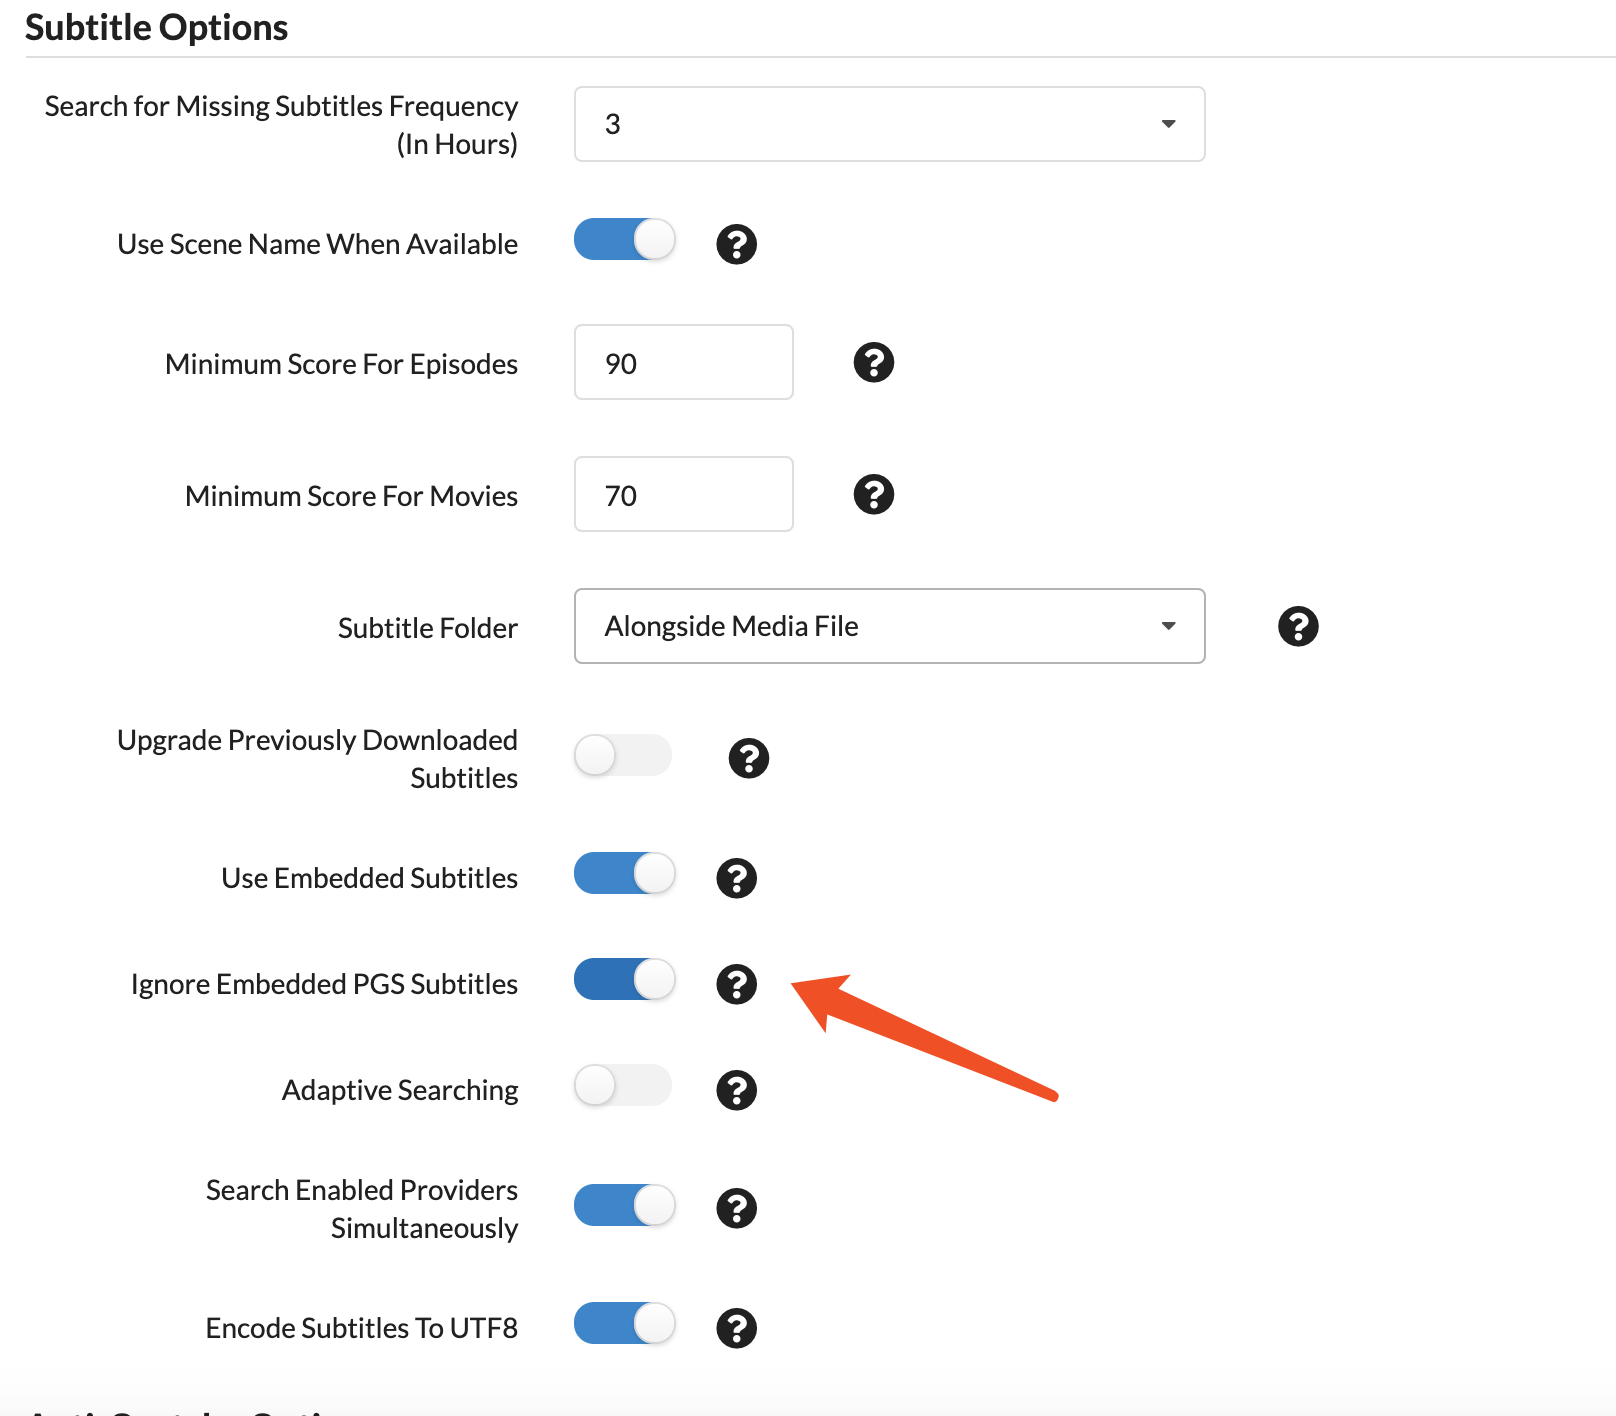 Subtitle Options
Search for Missing Subtitles Frequency
(In Hours)
3
Use Scene Name When Available
Minimum Score For Episodes
90
Minimum Score For Movies
70
Subtitle Folder
Alongside Media File
Upgrade Previously Downloaded
Subtitles
Use Embedded Subtitles
Ignore Embedded PGS Subtitles
Adaptive Searching
Search Enabled Providers
Simultaneously
Encode Subtitles To UTF8